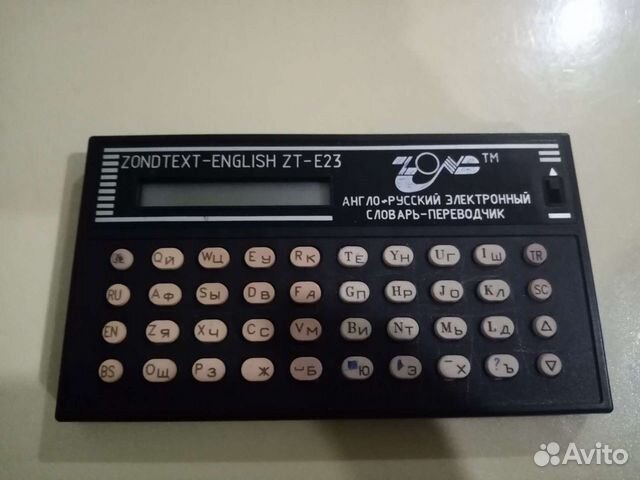 ZONDTEXT-ENGLISH ZT-E23
ZOND™
АНГЛО-РУССКИЙ ЭЛЕКТРОННЫЙ
СЛОВАРЬ-ПЕРЕВОДЧИК
QЙ WЦ EУ RК TЕ YН UГ IШ TR
RU AФ SЫ DВ FА GП HР JО KЛ SC
EN ZЯ XЧ CС VМ BИ NТ MЬ LД △
BS OЩ PЗ Ж Б Ю Э -Х ?Ъ ▽
Avito